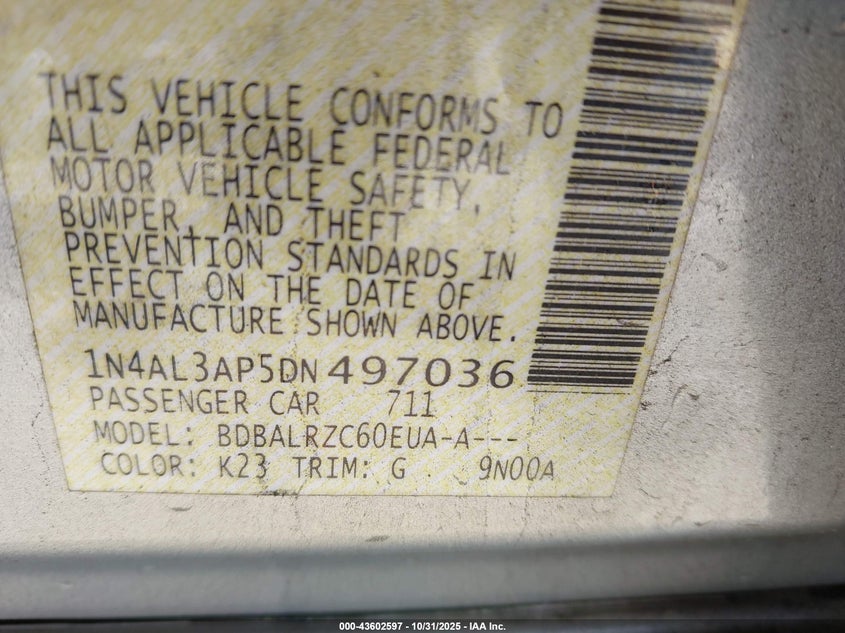 THIS VEHICLE CONFORMS TO
ALL APPLICABLE FEDERAL
MOTOR VEHICLE SAFETY,
BUMPER, AND THEFT
PREVENTION STANDARDS IN
EFFECT ON THE DATE OF
MANUFACTURE SHOWN ABOVE.
1N4AL3AP5DN497036
PASSENGER CAR 711
MODEL: BDBALRZC60EUA-A---
COLOR: K23 TRIM: G 9N00A
000-43602597 - 10/31/2025 - IAA Inc.